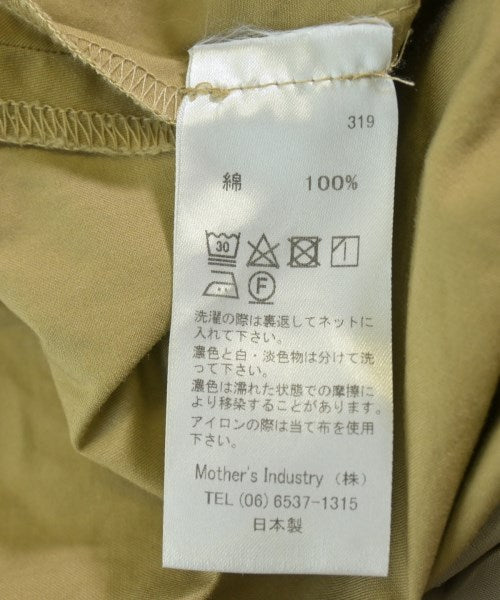 319
綿 100%
30
F
洗濯の際は裏返してネットに
入れて下さい。
濃色と白・淡色物は分けて洗
って下さい。
濃色は濡れた状態での摩擦に
より移染することがあります。
アイロンの際は当て布を使用
下さい。
Mother's Industry (株)
TEL (06) 6537-1315
日本製